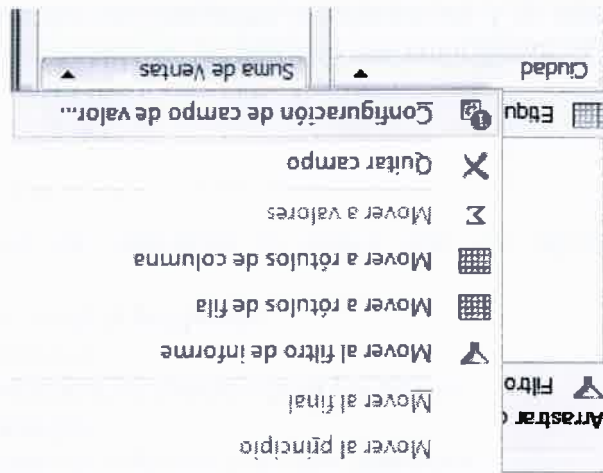 Arrastrar
Filtro
Mover al principio
Mover al final
Mover al filtro de informe
Mover a rótulos de fila
Mover a rótulos de columna
Mover a valores
Quitar campo
Configuración de campo de valor...
Etiqu
Ciudad
Suma de Ventas